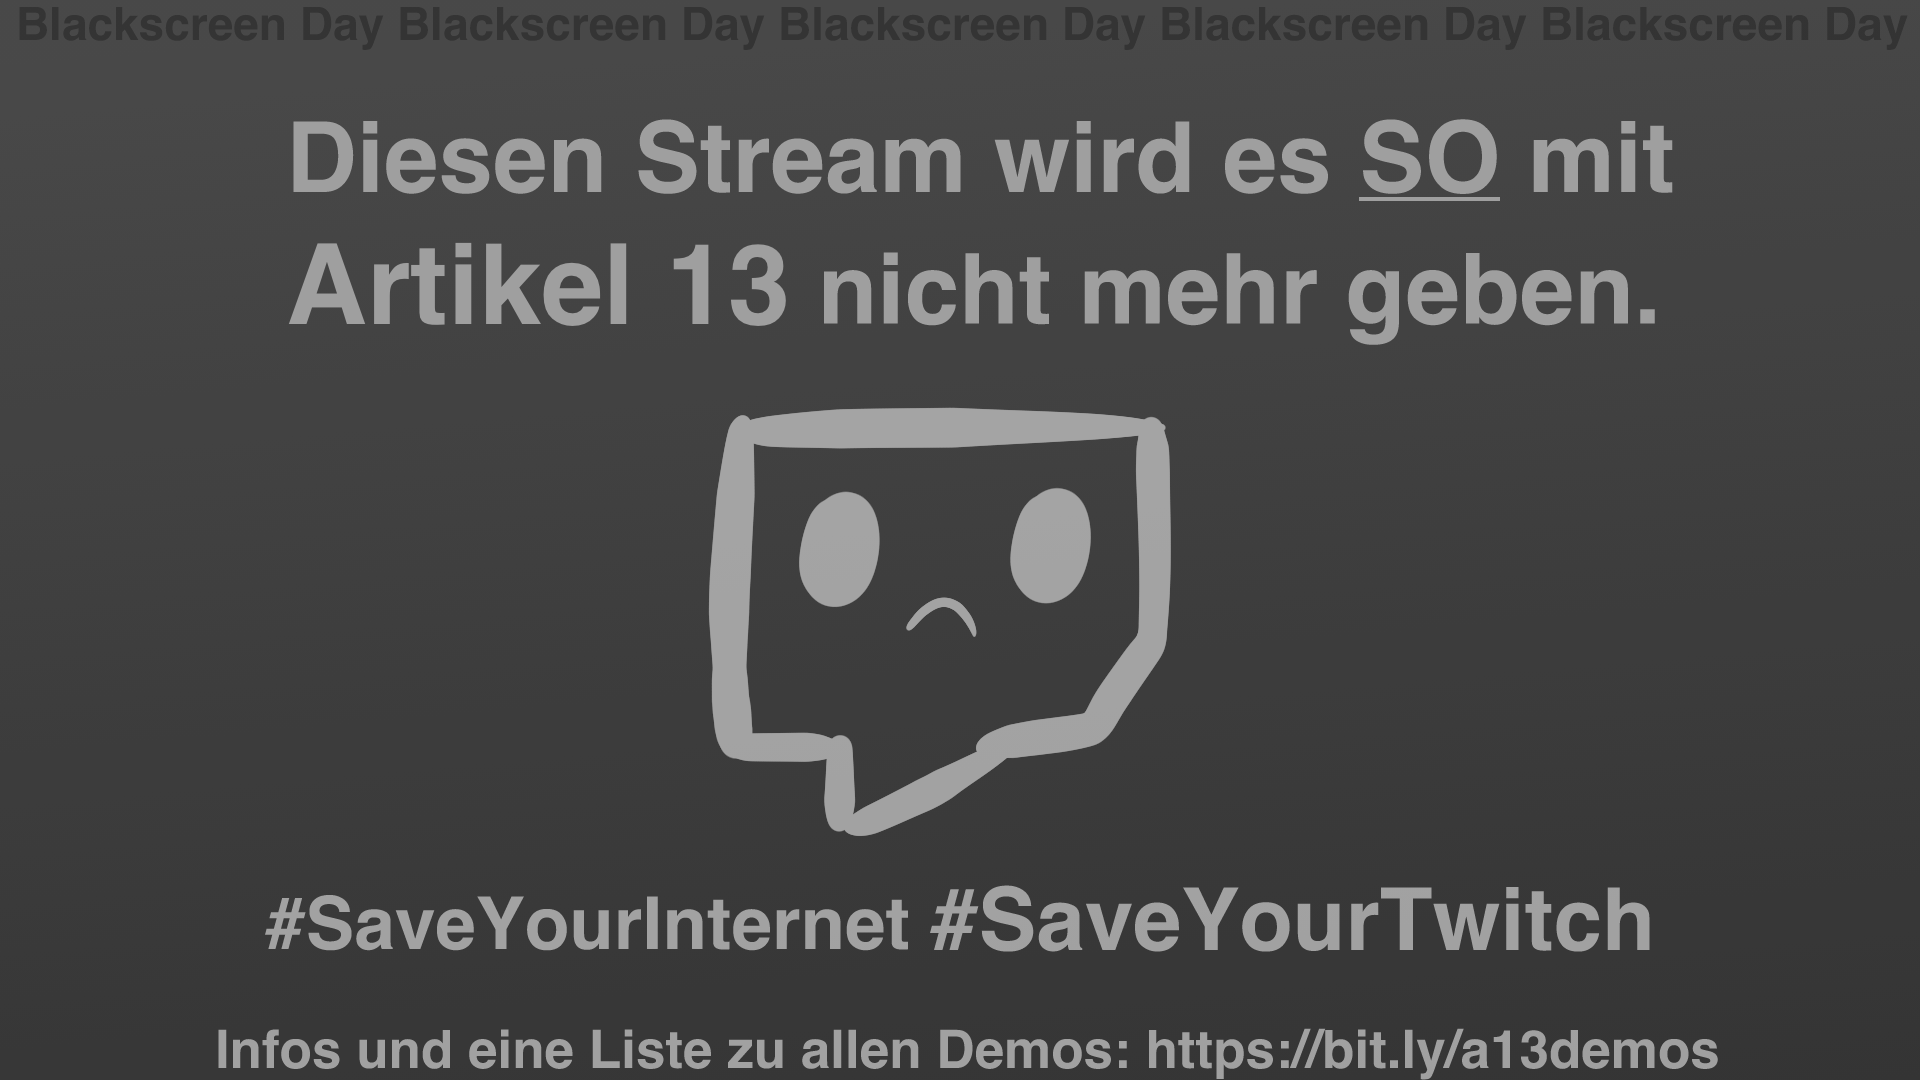 Blackscreen Day Blackscreen Day Blackscreen Day Blackscreen Day Blackscreen Day
Diesen Stream wird es SO mit
Artikel 13 nicht mehr geben.
#SaveYourInternet #SaveYourTwitch
Infos und eine Liste zu allen Demos: https://bit.ly/a13demos